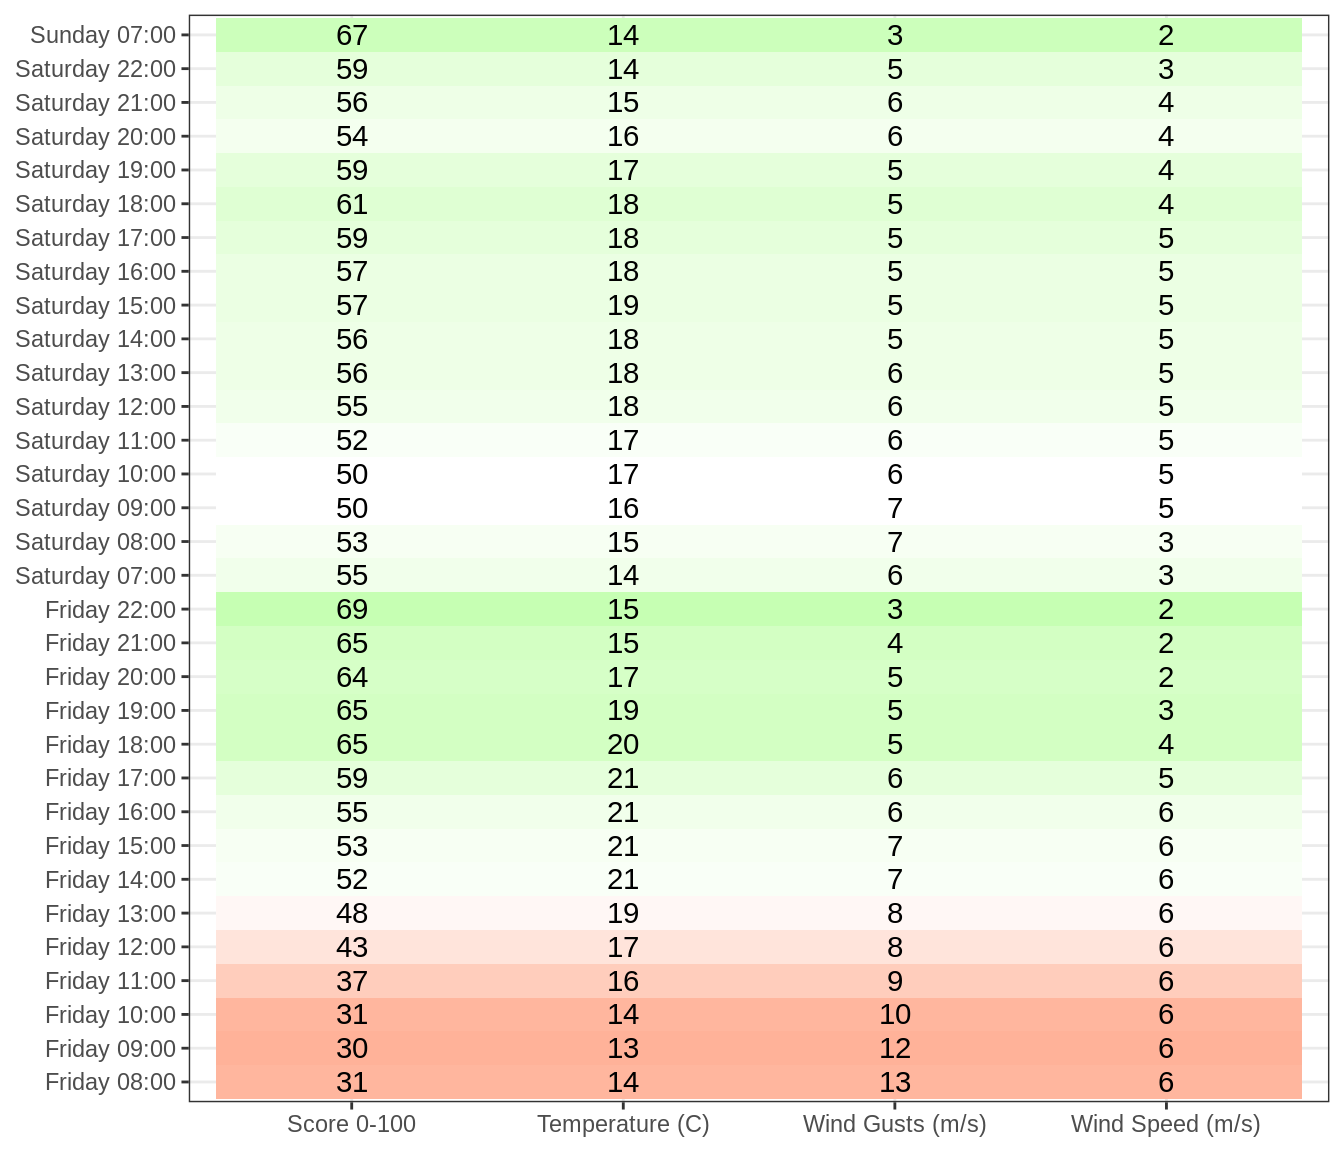 Sunday 07:00 67 14 3 2
Saturday 22:00 59 14 5 3
Saturday 21:00 56 15 6 4
Saturday 20:00 54 16 6 4
Saturday 19:00 59 17 5 4
Saturday 18:00 61 18 5 4
Saturday 17:00 59 18 5 5
Saturday 16:00 57 18 5 5
Saturday 15:00 57 19 5 5
Saturday 14:00 56 18 5 5
Saturday 13:00 56 18 6 5
Saturday 12:00 55 18 6 5
Saturday 11:00 52 17 6 5
Saturday 10:00 50 17 6 5
Saturday 09:00 50 16 7 5
Saturday 08:00 53 15 7 3
Saturday 07:00 55 14 6 3
Friday 22:00 69 15 3 2
Friday 21:00 65 15 4 2
Friday 20:00 64 17 5 2
Friday 19:00 65 19 5 3
Friday 18:00 65 20 5 4
Friday 17:00 59 21 6 5
Friday 16:00 55 21 6 6
Friday 15:00 53 21 7 6
Friday 14:00 52 21 7 6
Friday 13:00 48 19 8 6
Friday 12:00 43 17 8 6
Friday 11:00 37 16 9 6
Friday 10:00 31 14 10 6
Friday 09:00 30 13 12 6
Friday 08:00 31 14 13 6
Score 0-100 Temperature (C) Wind Gusts (m/s) Wind Speed (m/s)